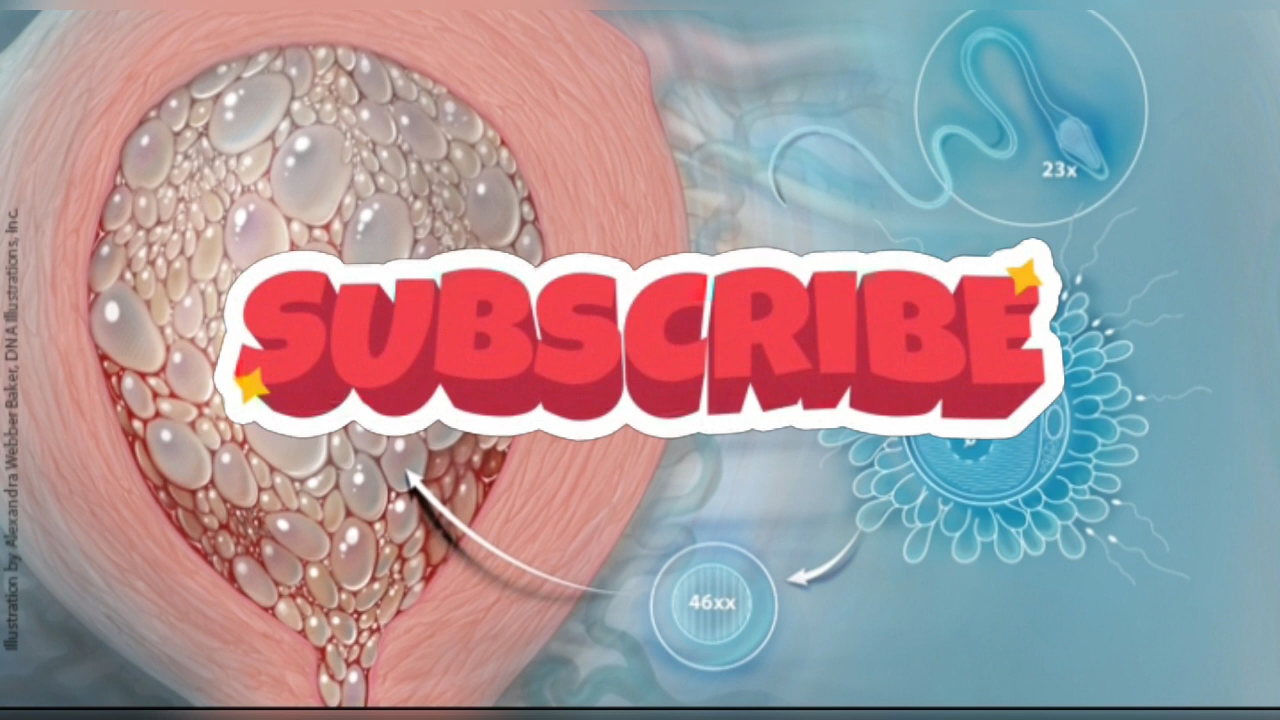 23x
SUBSCRIBE
46xx
Illustration by Alexandra Webber Baker, DNA Illustrations, Inc.